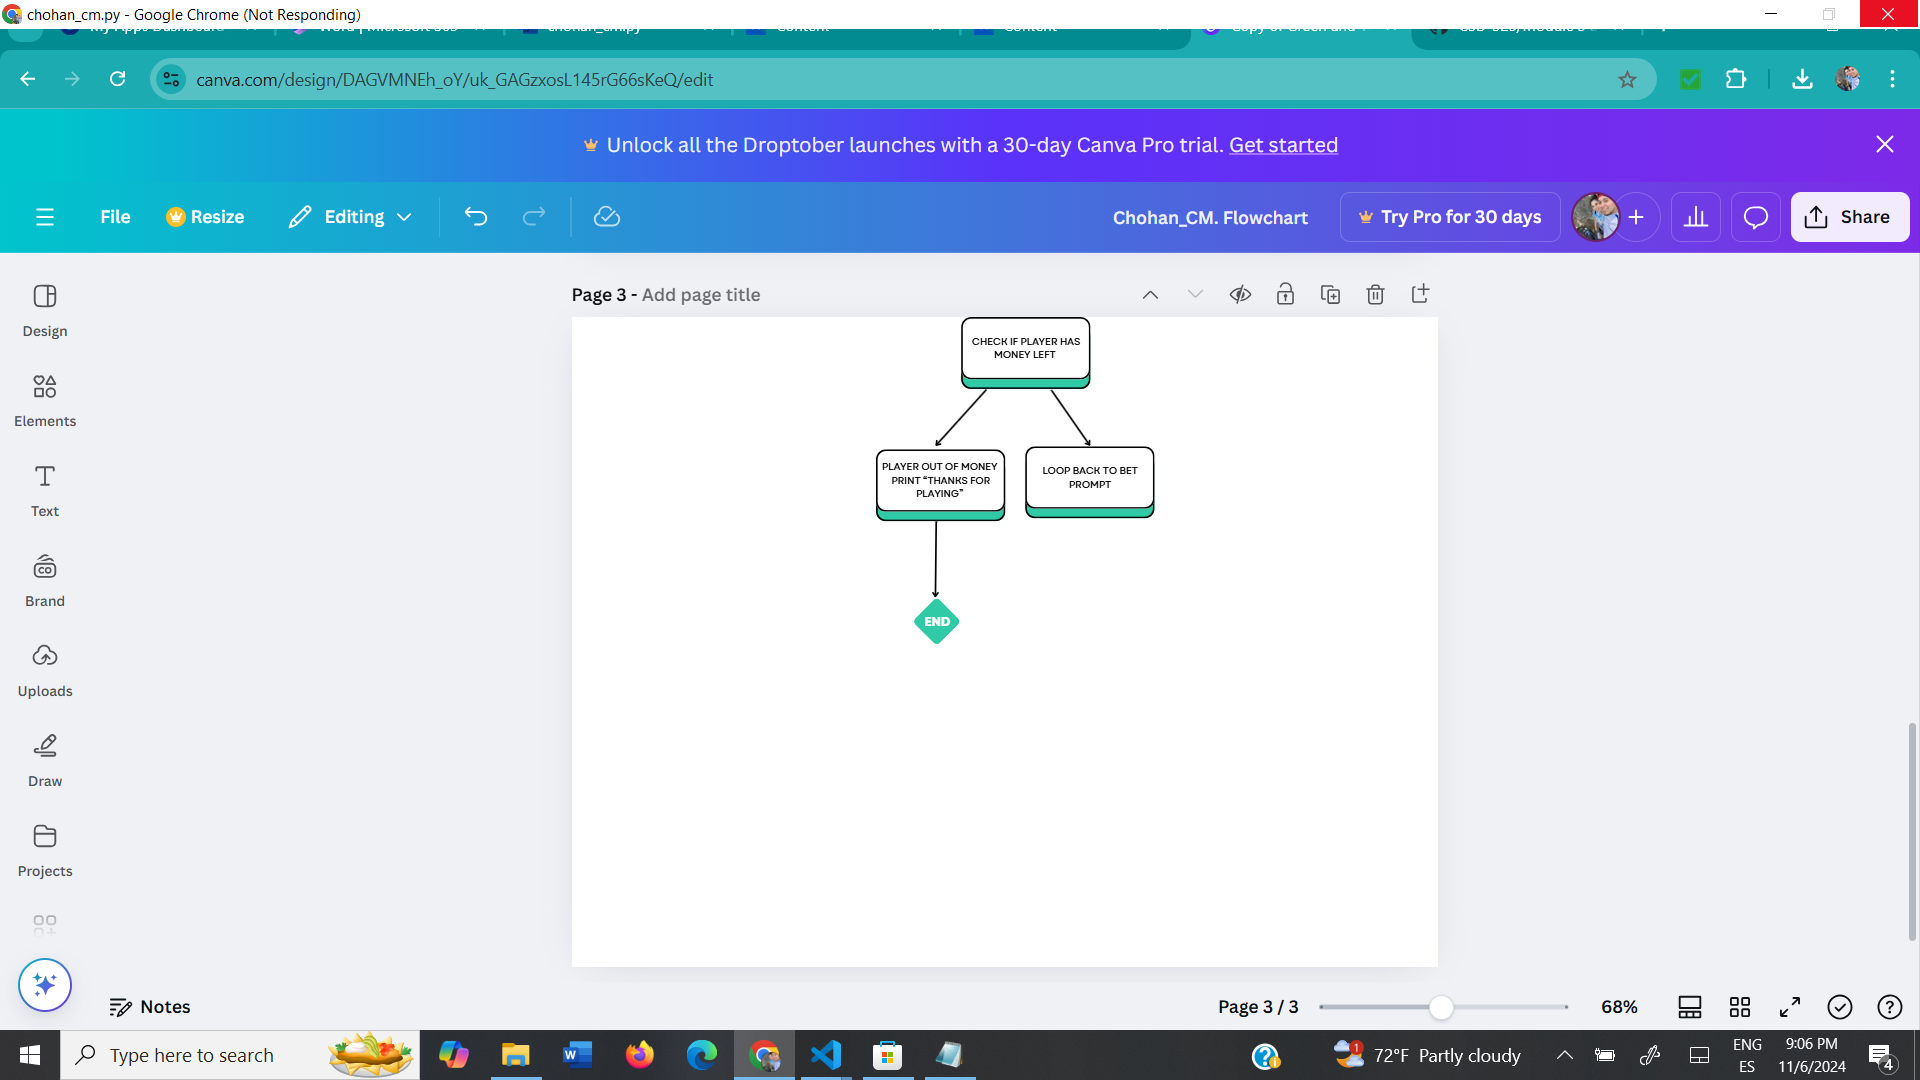 chohan_cm.py - Google Chrome (Not Responding)
canva.com/design/DAGVMNEh_oY/uk_GAGzxosL145rG66sKeQ/edit
Unlock all the Droptober launches with a 30-day Canva Pro trial. Get started
File
Resize
Editing
Chohan_CM. Flowchart
Try Pro for 30 days
Share
Page 3 - Add page title
Design
Elements
Text
Brand
Uploads
Draw
Projects
CHECK IF PLAYER HAS
MONEY LEFT
PLAYER OUT OF MONEY
PRINT “THANKS FOR
PLAYING”
LOOP BACK TO BET
PROMPT
END
Notes
Page 3 / 3
68%
Type here to search
72°F Partly cloudy
ENG
ES
9:06 PM
11/6/2024
4